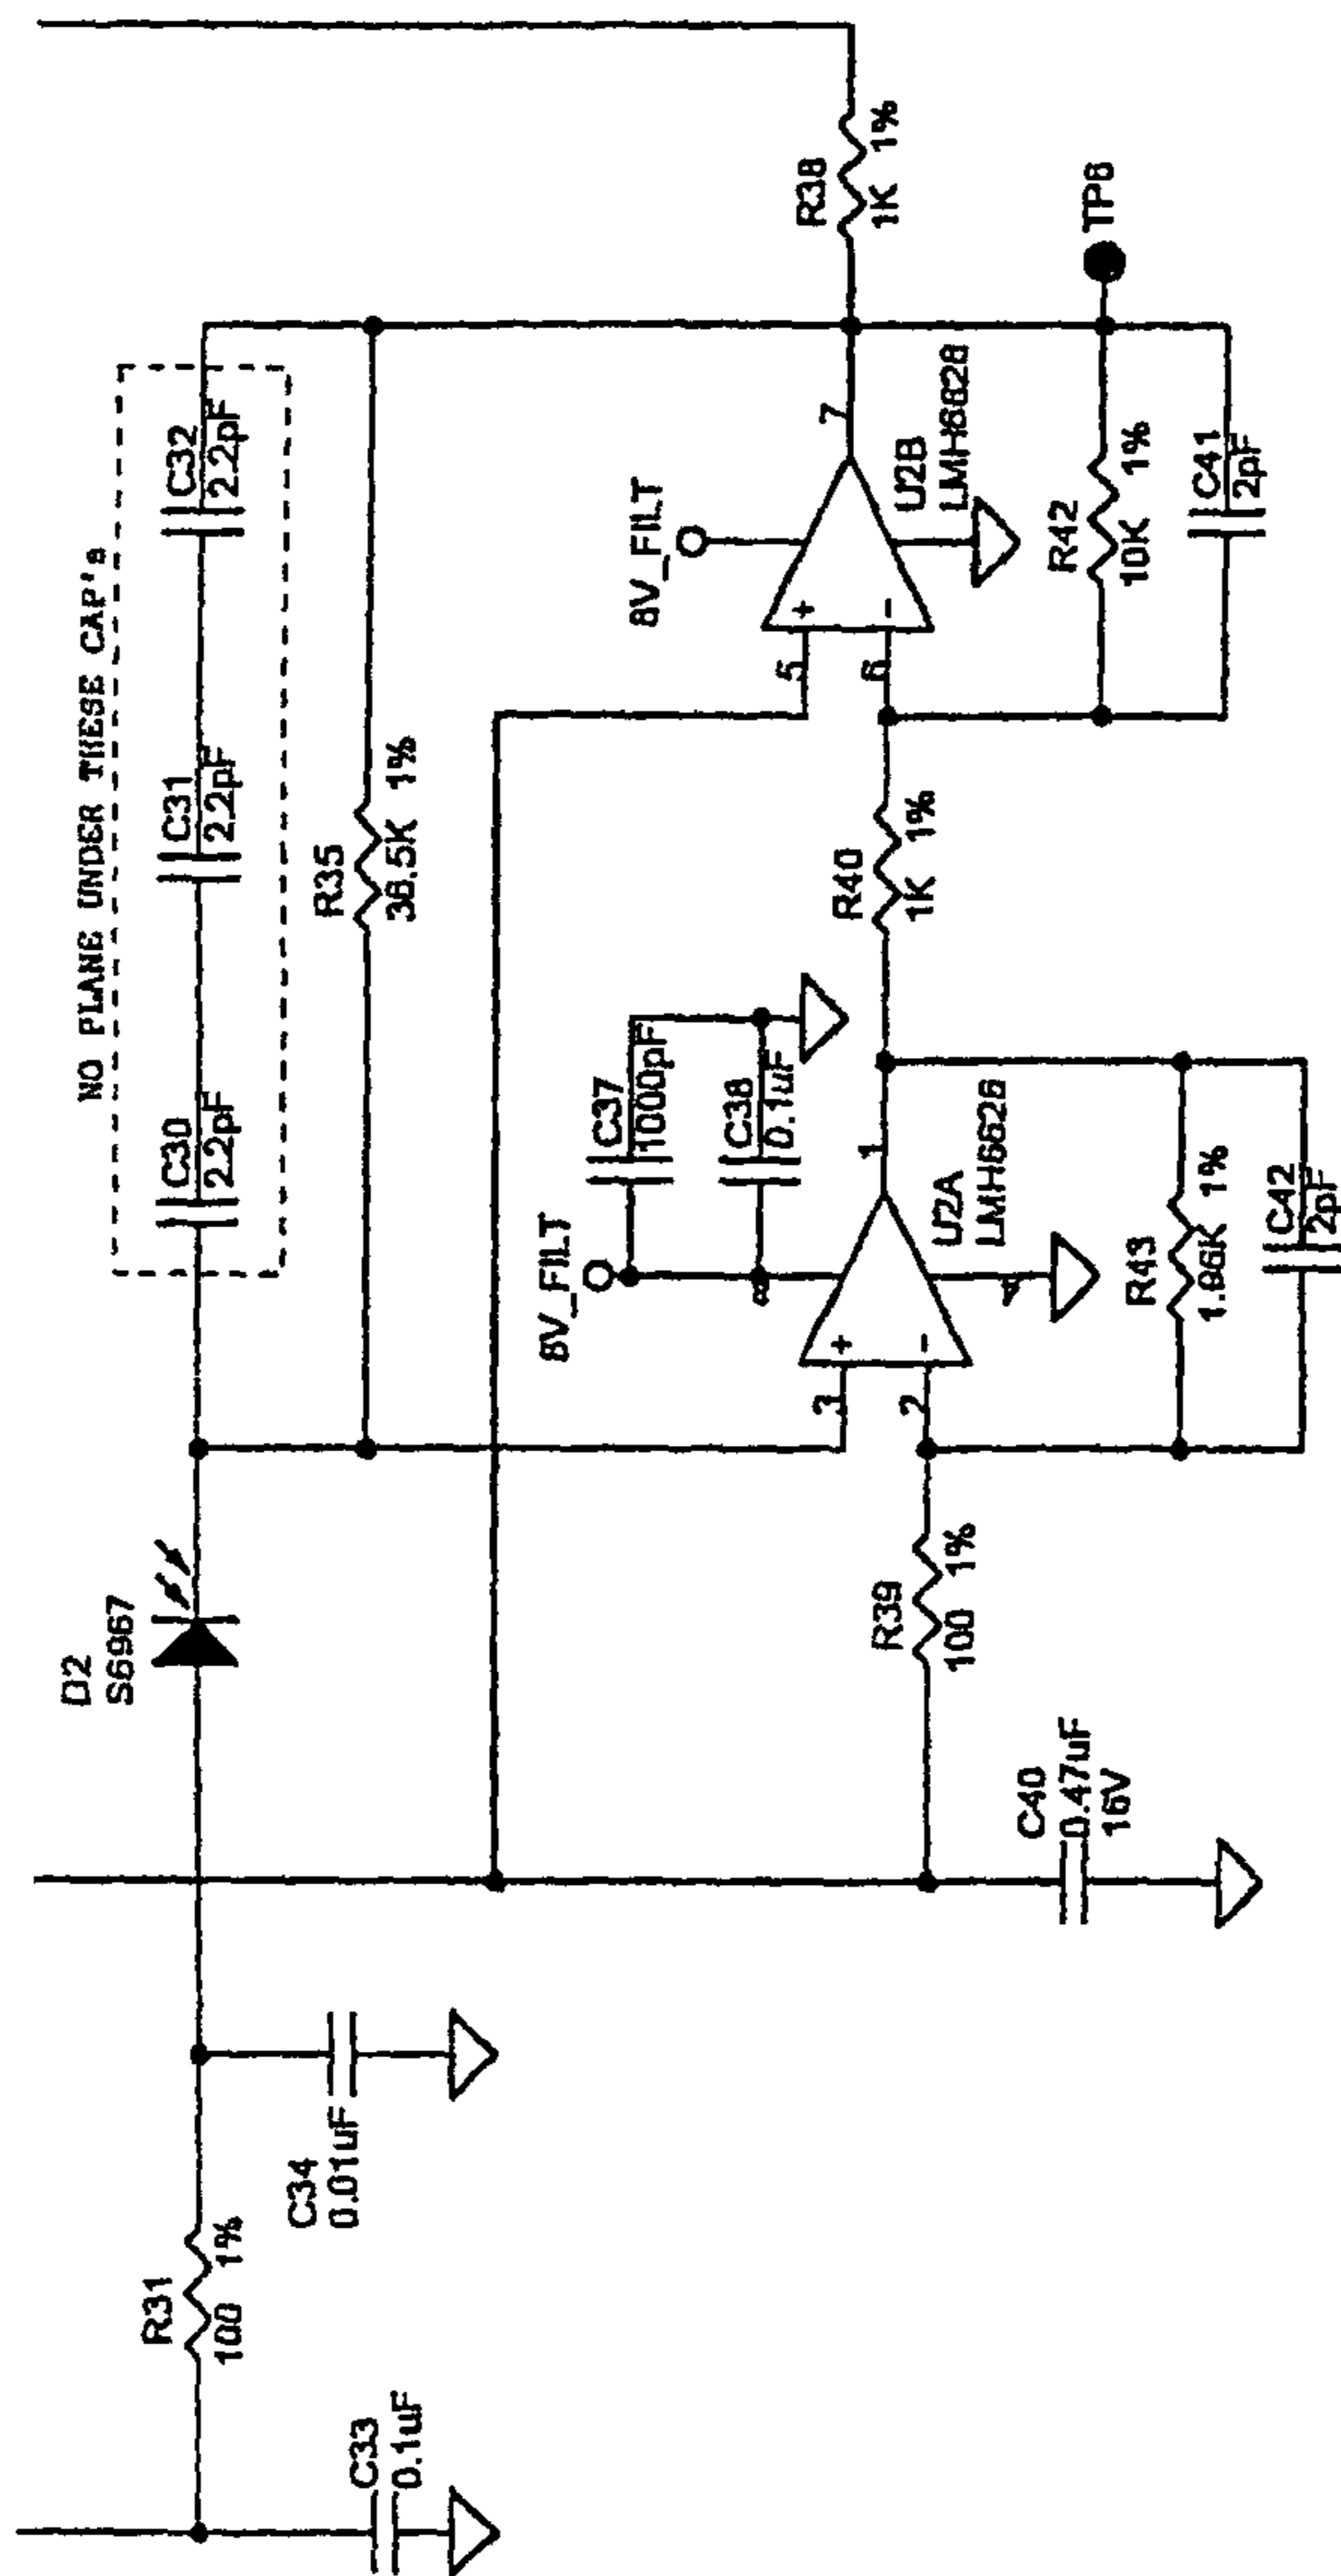 NO PLANE UNDER THESE CAP's
C30
2.2pF
C31
2.2pF
C32
2.2pF
D2
S6967
R35
36.5K 1%
R31
100 1%
C33
0.1uF
C34
0.01uF
8V_FILT
C37
1000pF
C38
0.1uF
8V_FILT
R38
1K 1%
3
2
1
+
-
U2A
LMH6626
5
6
7
+
-
U2B
LMH6628
R39
100 1%
R40
1K 1%
R42
10K 1%
TP6
C40
0.47uF
16V
R43
1.96K 1%
C41
2pF
C42
2pF